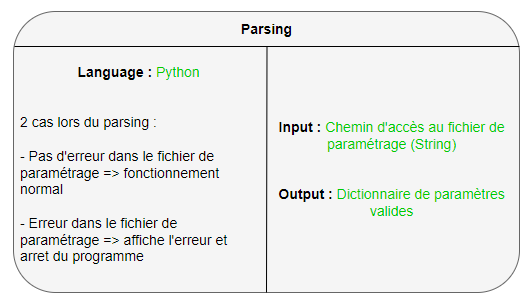 Parsing
Language : Python
2 cas lors du parsing :
- Pas d'erreur dans le fichier de
paramétrage => fonctionnement
normal
- Erreur dans le fichier de
paramétrage => affiche l'erreur et
arret du programme
Input : Chemin d'accès au fichier de
paramétrage (String)
Output : Dictionnaire de paramètres
valides